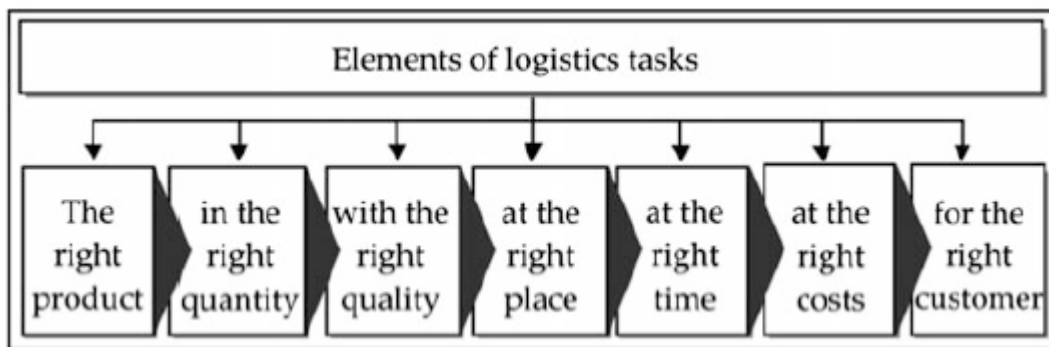 Elements of logistics tasks
The
right
product
in the
right
quantity
with the
right
quality
at the
right
place
at the
right
time
at the
right
costs
for the
right
customer